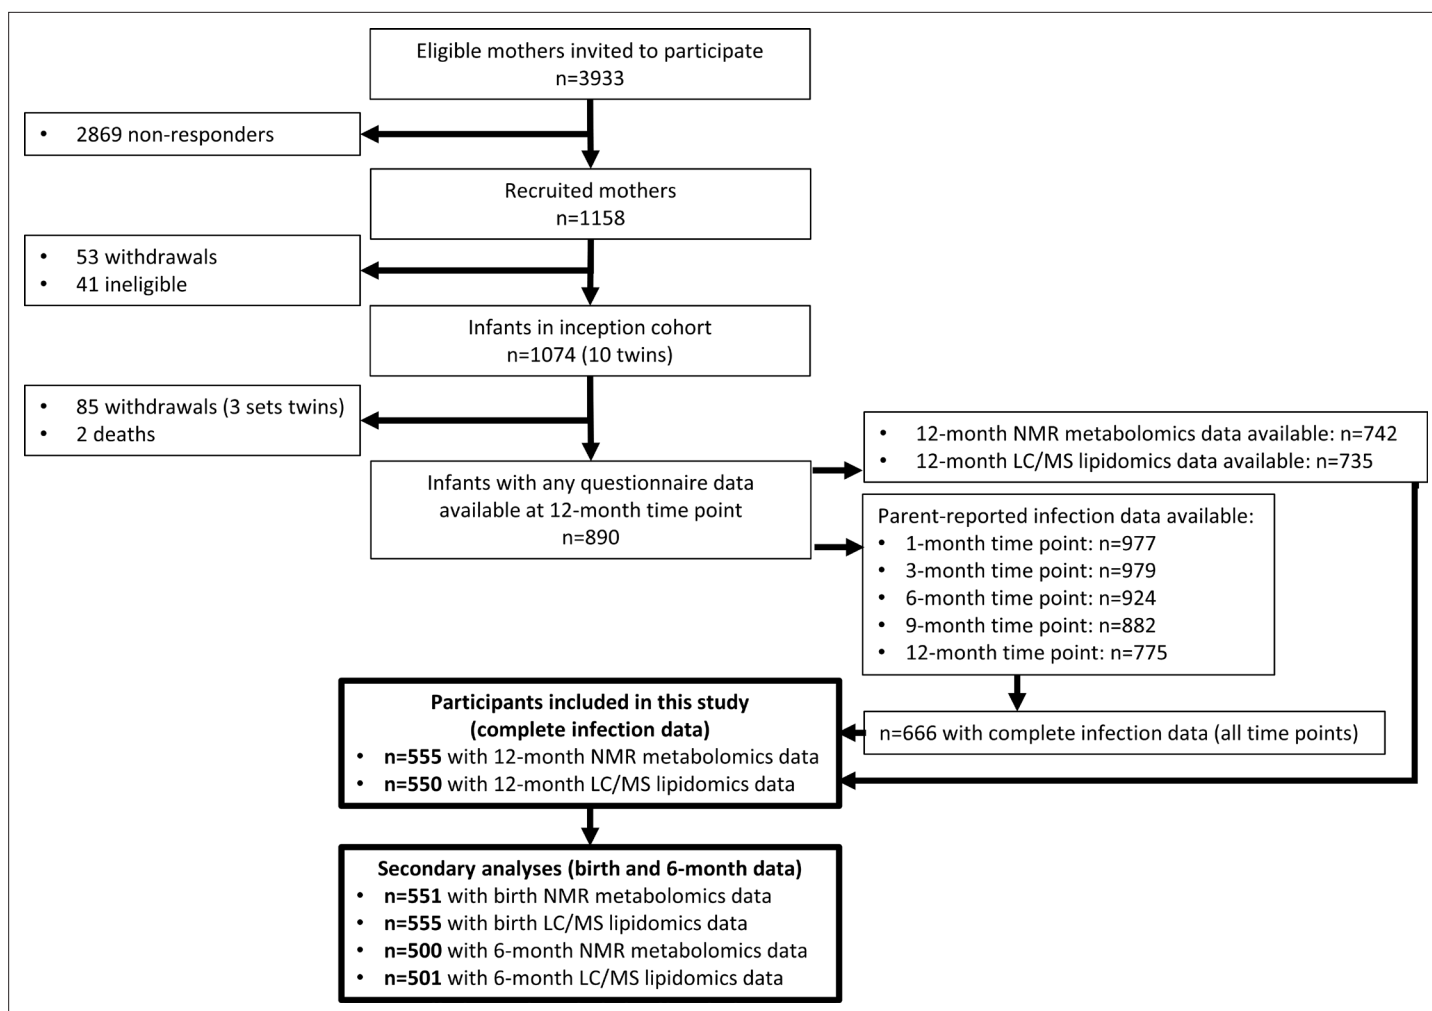 Eligible mothers invited to participate
n=3933
• 2869 non-responders
Recruited mothers
n=1158
• 53 withdrawals
• 41 ineligible
Infants in inception cohort
n=1074 (10 twins)
• 85 withdrawals (3 sets twins)
• 2 deaths
Infants with any questionnaire data
available at 12-month time point
n=890
• 12-month NMR metabolomics data available: n=742
• 12-month LC/MS lipidomics data available: n=735
Parent-reported infection data available:
• 1-month time point: n=977
• 3-month time point: n=979
• 6-month time point: n=924
• 9-month time point: n=882
• 12-month time point: n=775
n=666 with complete infection data (all time points)
Participants included in this study
(complete infection data)
• n=555 with 12-month NMR metabolomics data
• n=550 with 12-month LC/MS lipidomics data
Secondary analyses (birth and 6-month data)
• n=551 with birth NMR metabolomics data
• n=555 with birth LC/MS lipidomics data
• n=500 with 6-month NMR metabolomics data
• n=501 with 6-month LC/MS lipidomics data